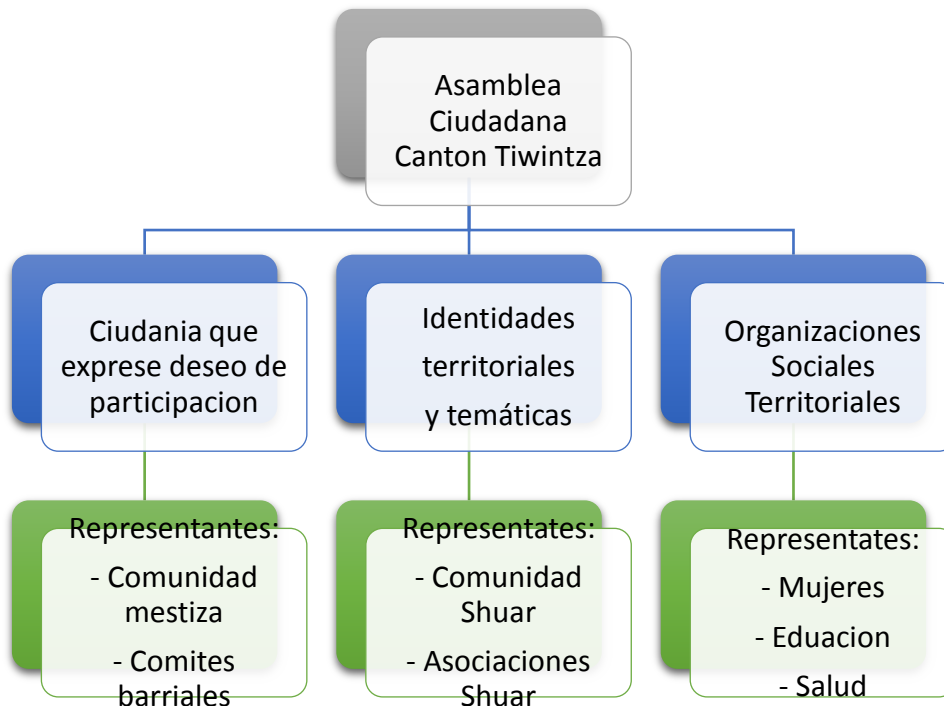 Asamblea
Ciudadana
Canton Tiwintza
Ciudania que
exprese deseo de
participacion
Identidades
territoriales
y temáticas
Organizaciones
Sociales
Territoriales
Representantes:
- Comunidad
mestiza
- Comites
barriales
Representates:
- Comunidad
Shuar
- Asociaciones
Shuar
Representates:
- Mujeres
- Eduacion
- Salud